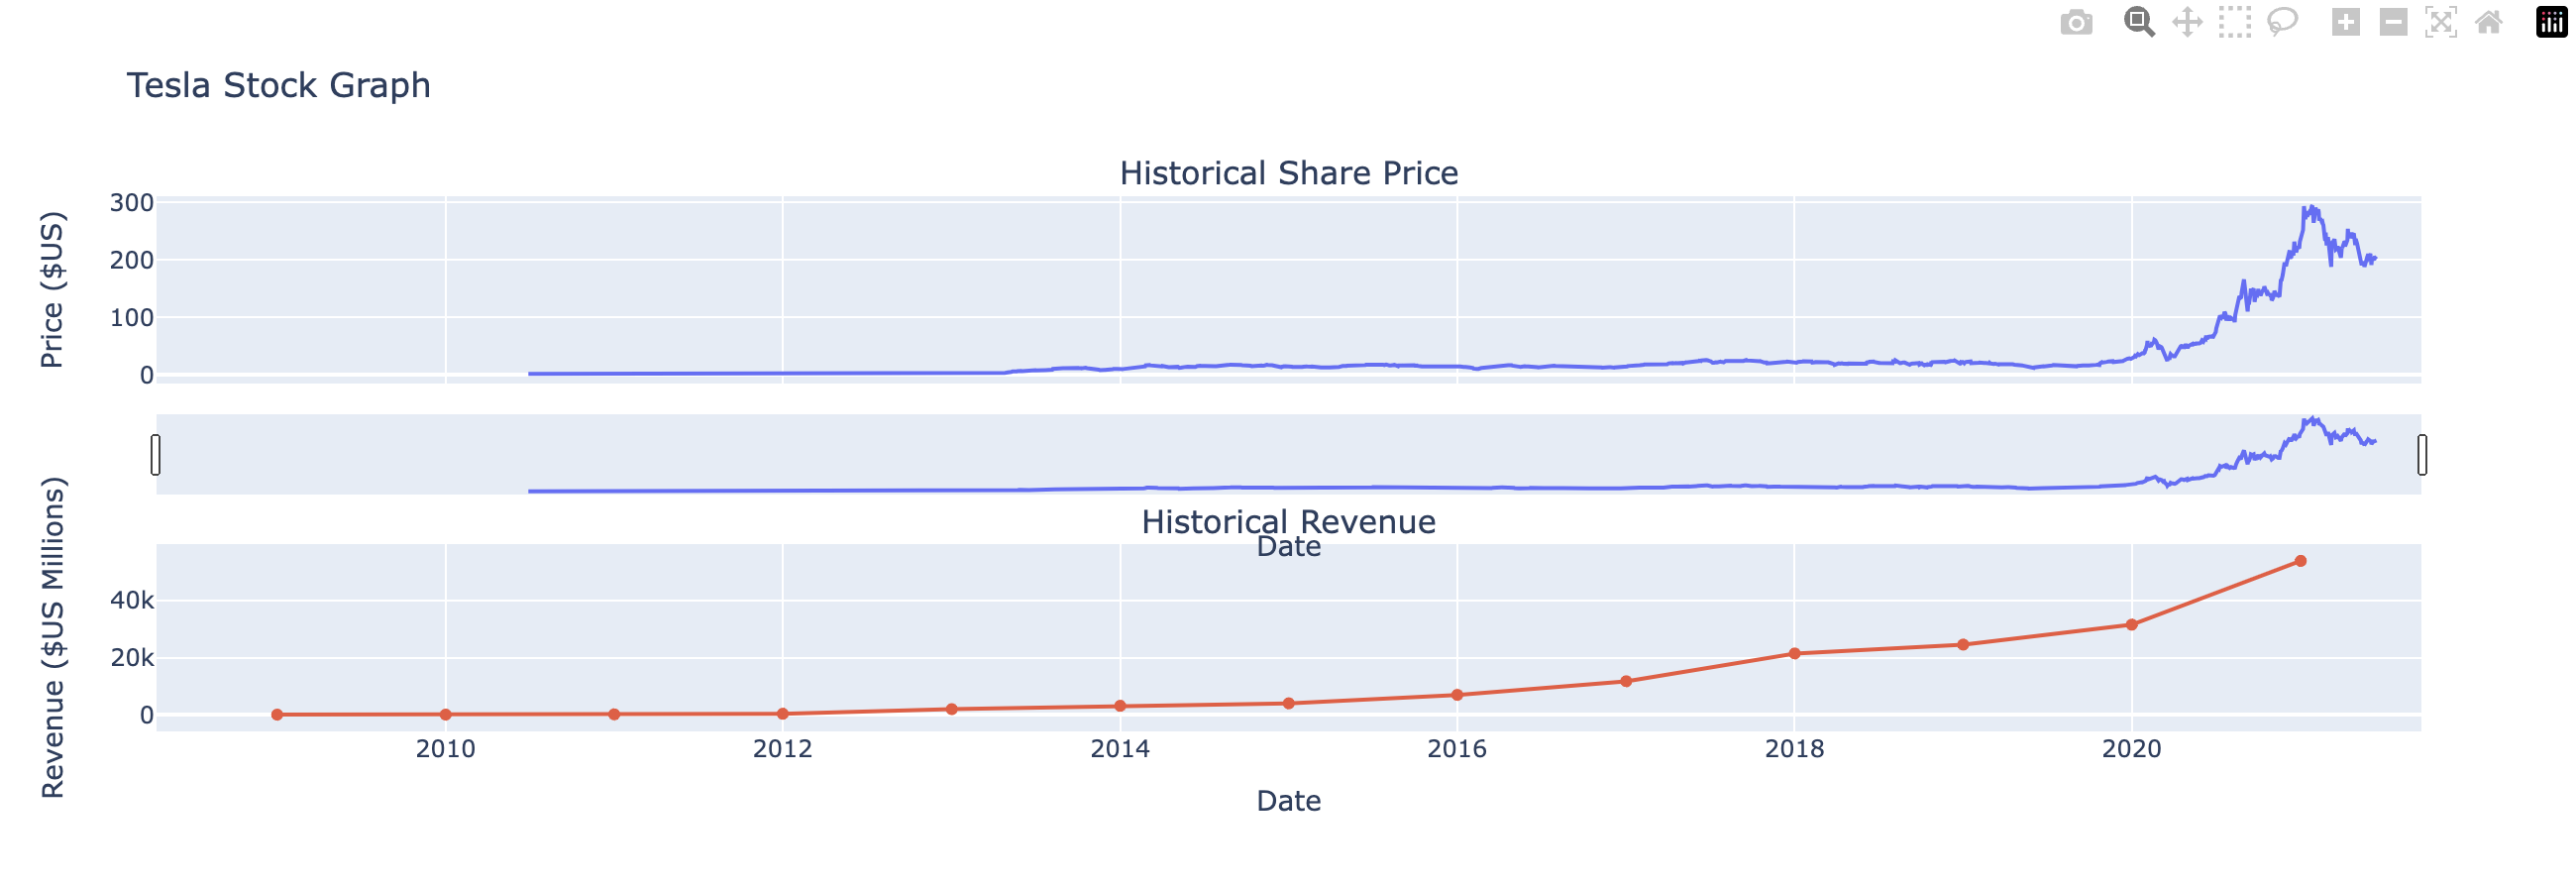 Tesla Stock Graph
Historical Share Price
Price ($US)
300
200
100
0
Historical Revenue
Date
Revenue ($US Millions)
40k
20k
0
2010 2012 2014 2016 2018 2020
Date